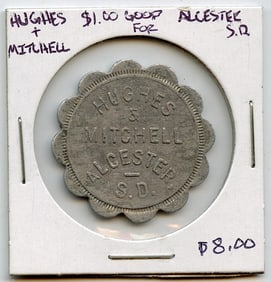 HUGHES $1.00 GOOD ALCESTER
+ FOR S.D.
MITCHELL
HUGHES
&
MITCHELL
ALCESTER
S.D.
$8.00